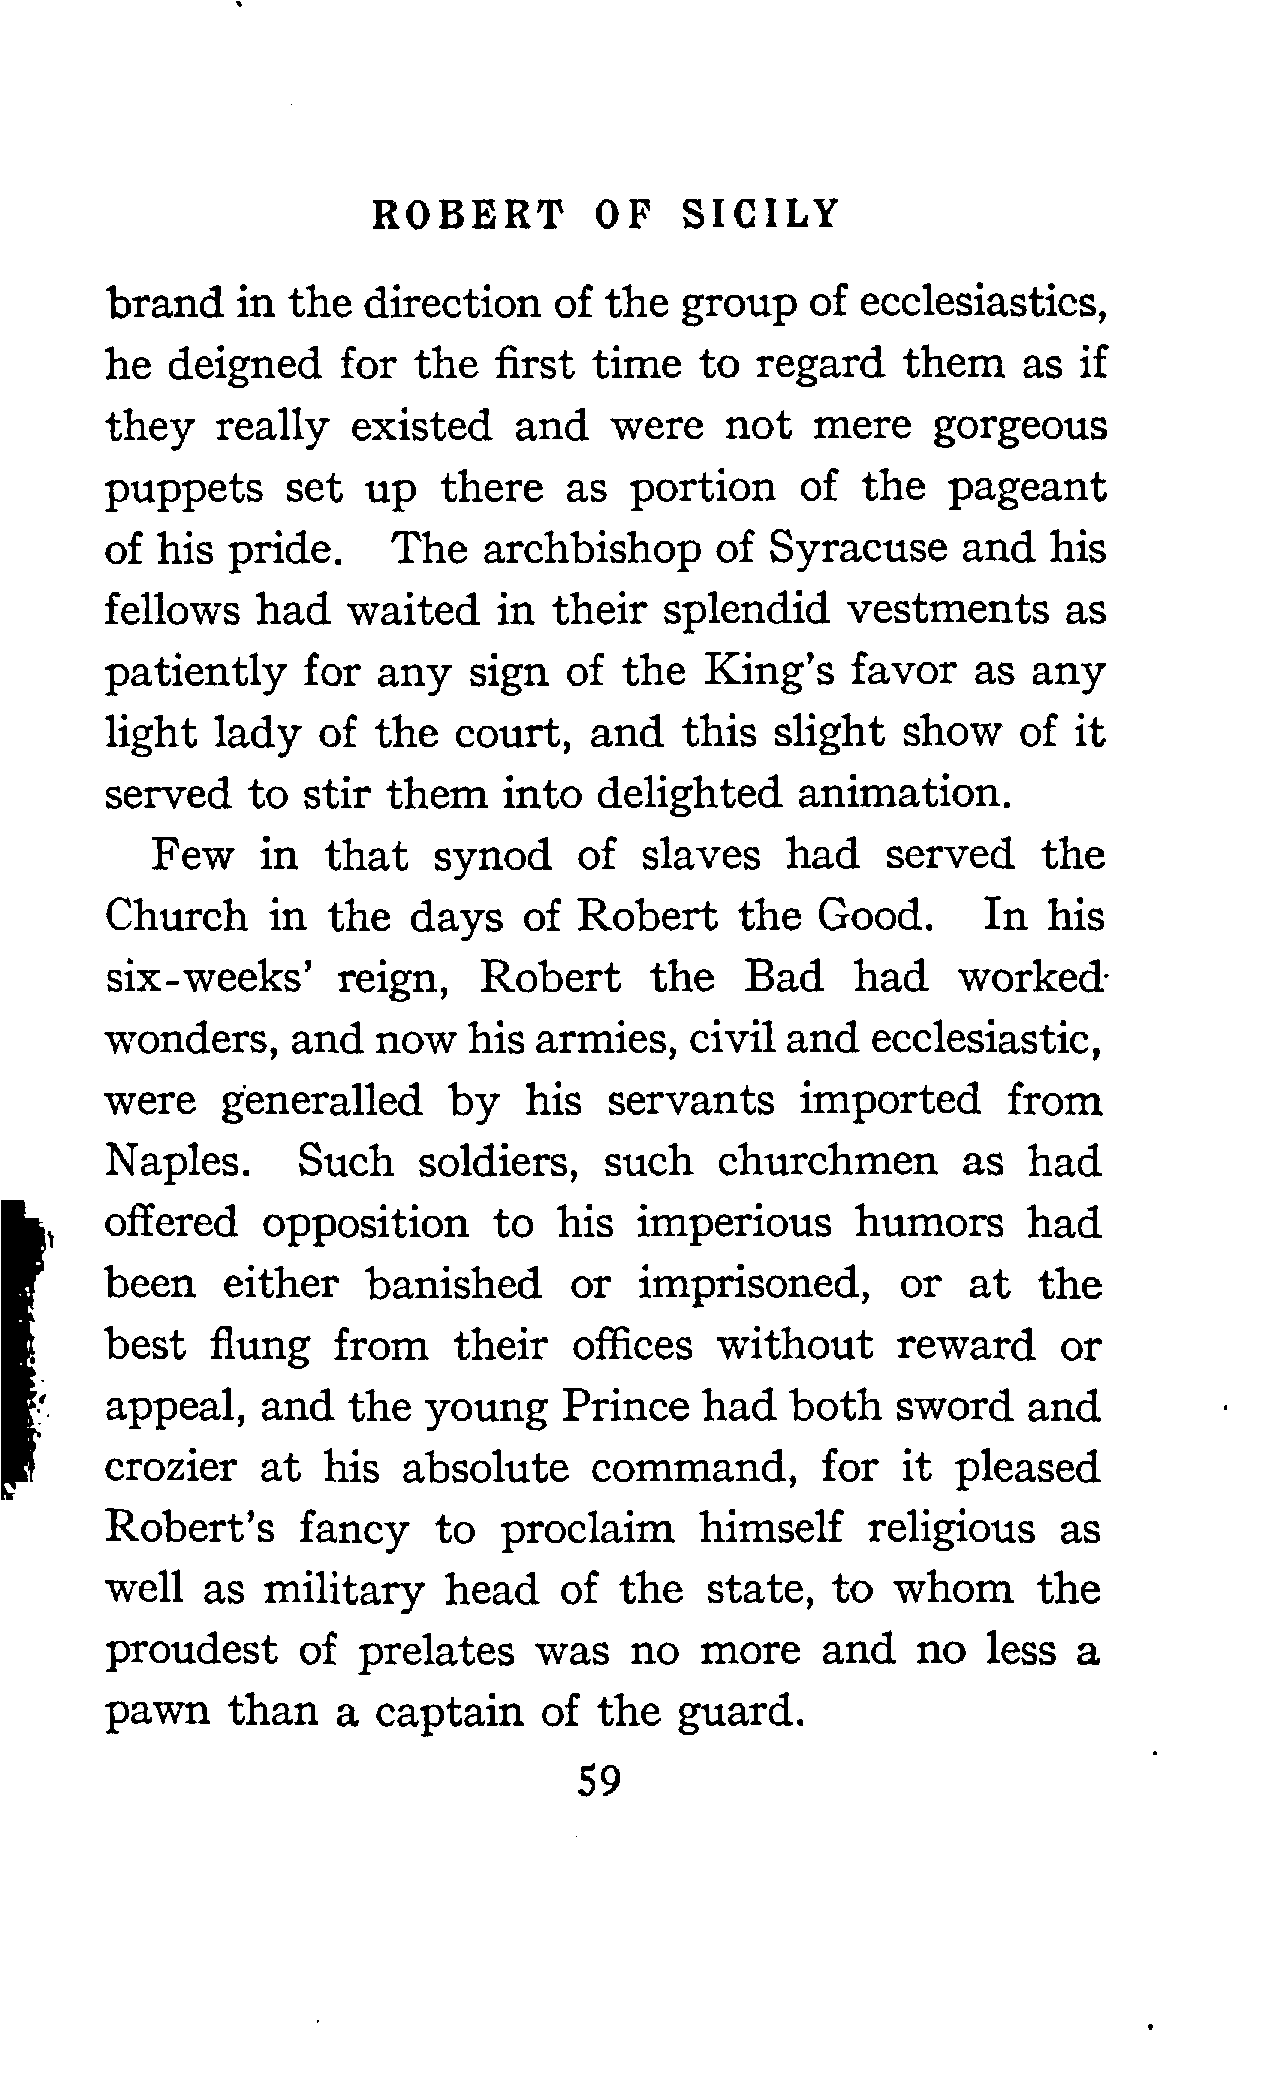 ROBERT OF SICILY
brand in the direction of the group of ecclesiastics,
he deigned for the first time to regard them as if
they really existed and were not mere gorgeous
puppets set up there as portion of the pageant
of his pride. The archbishop of Syracuse and his
fellows had waited in their splendid vestments as
patiently for any sign of the King's favor as any
light lady of the court, and this slight show of it
served to stir them into delighted animation.
Few in that synod of slaves had served the
Church in the days of Robert the Good. In his
six-weeks' reign, Robert the Bad had worked
wonders, and now his armies, civil and ecclesiastic,
were generalled by his servants imported from
Naples. Such soldiers, such churchmen as had
offered opposition to his imperious humors had
been either banished or imprisoned, or at the
best flung from their offices without reward or
appeal, and the young Prince had both sword and
crozier at his absolute command, for it pleased
Robert's fancy to proclaim himself religious as
well as military head of the state, to whom the
proudest of prelates was no more and no less a
pawn than a captain of the guard.
59